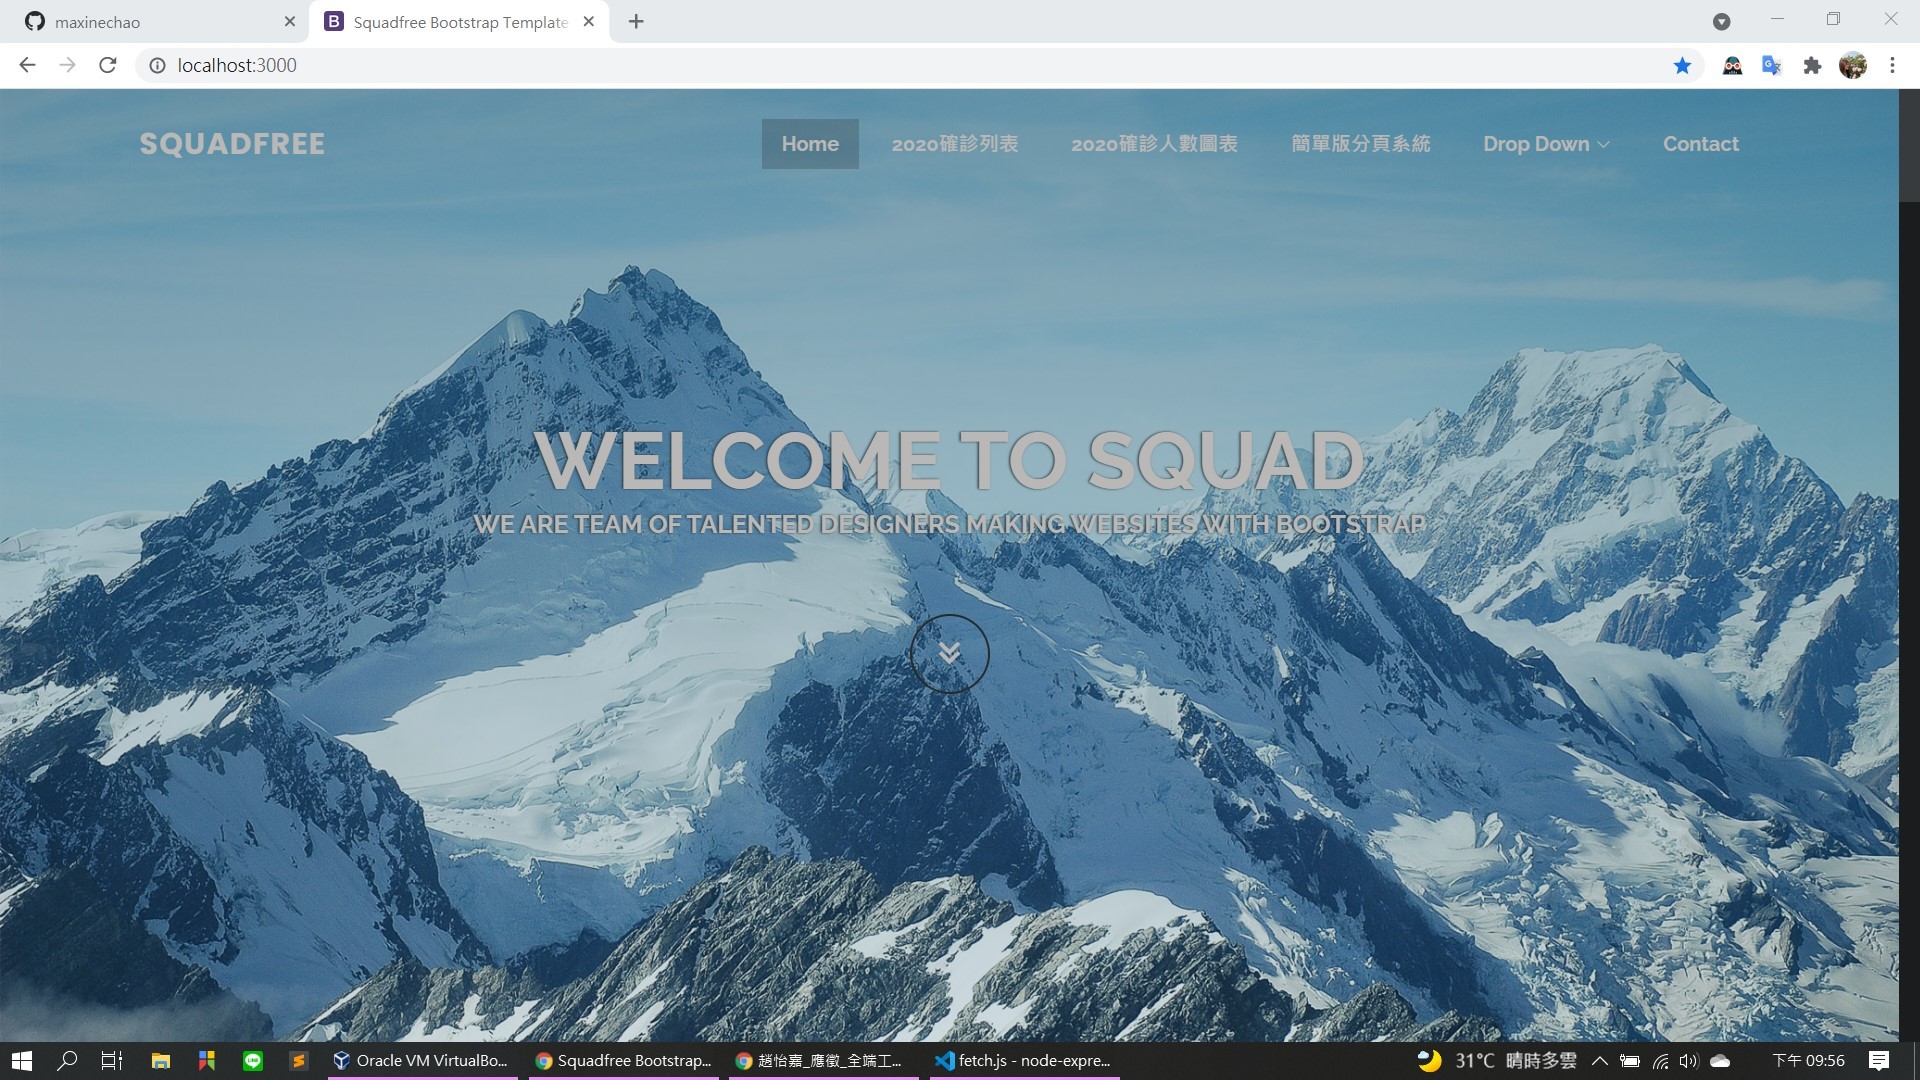 maxinechao
Squadfree Bootstrap Template
localhost:3000
SQUADFREE
Home
2020確診列表
2020確診人數圖表
簡單版分頁系統
Drop Down
Contact
WELCOME TO SQUAD
WE ARE TEAM OF TALENTED DESIGNERS MAKING WEBSITES WITH BOOTSTRAP
Oracle VM VirtualBo...
Squadfree Bootstrap...
趙怡嘉_應徵_全端工...
fetch.js - node-expre...
31°C 晴時多雲
下午 09:56